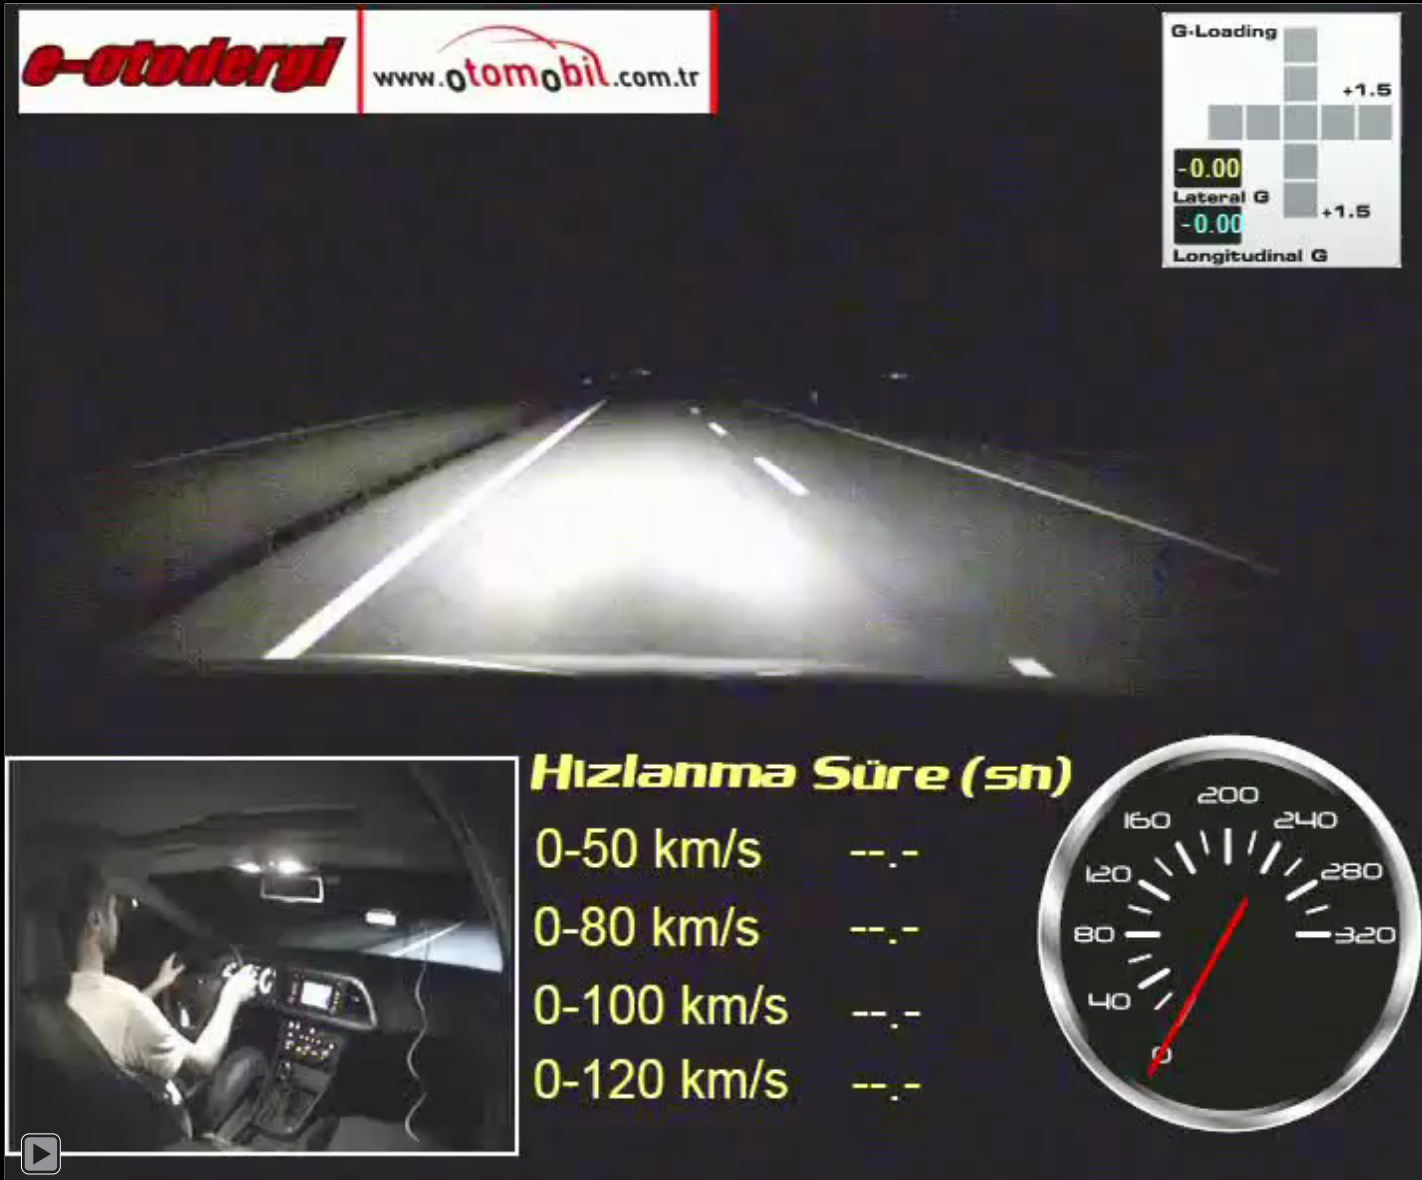 e-otodergi
www.otomobil.com.tr
G-Loading
+1.5
-0.00
Lateral G
-0.00
+1.5
Longitudinal G
Hızlanma Süre (sn)
0-50 km/s --.-
0-80 km/s --.-
0-100 km/s --.-
0-120 km/s --.-
200
160 240
120 280
80 320
40
0